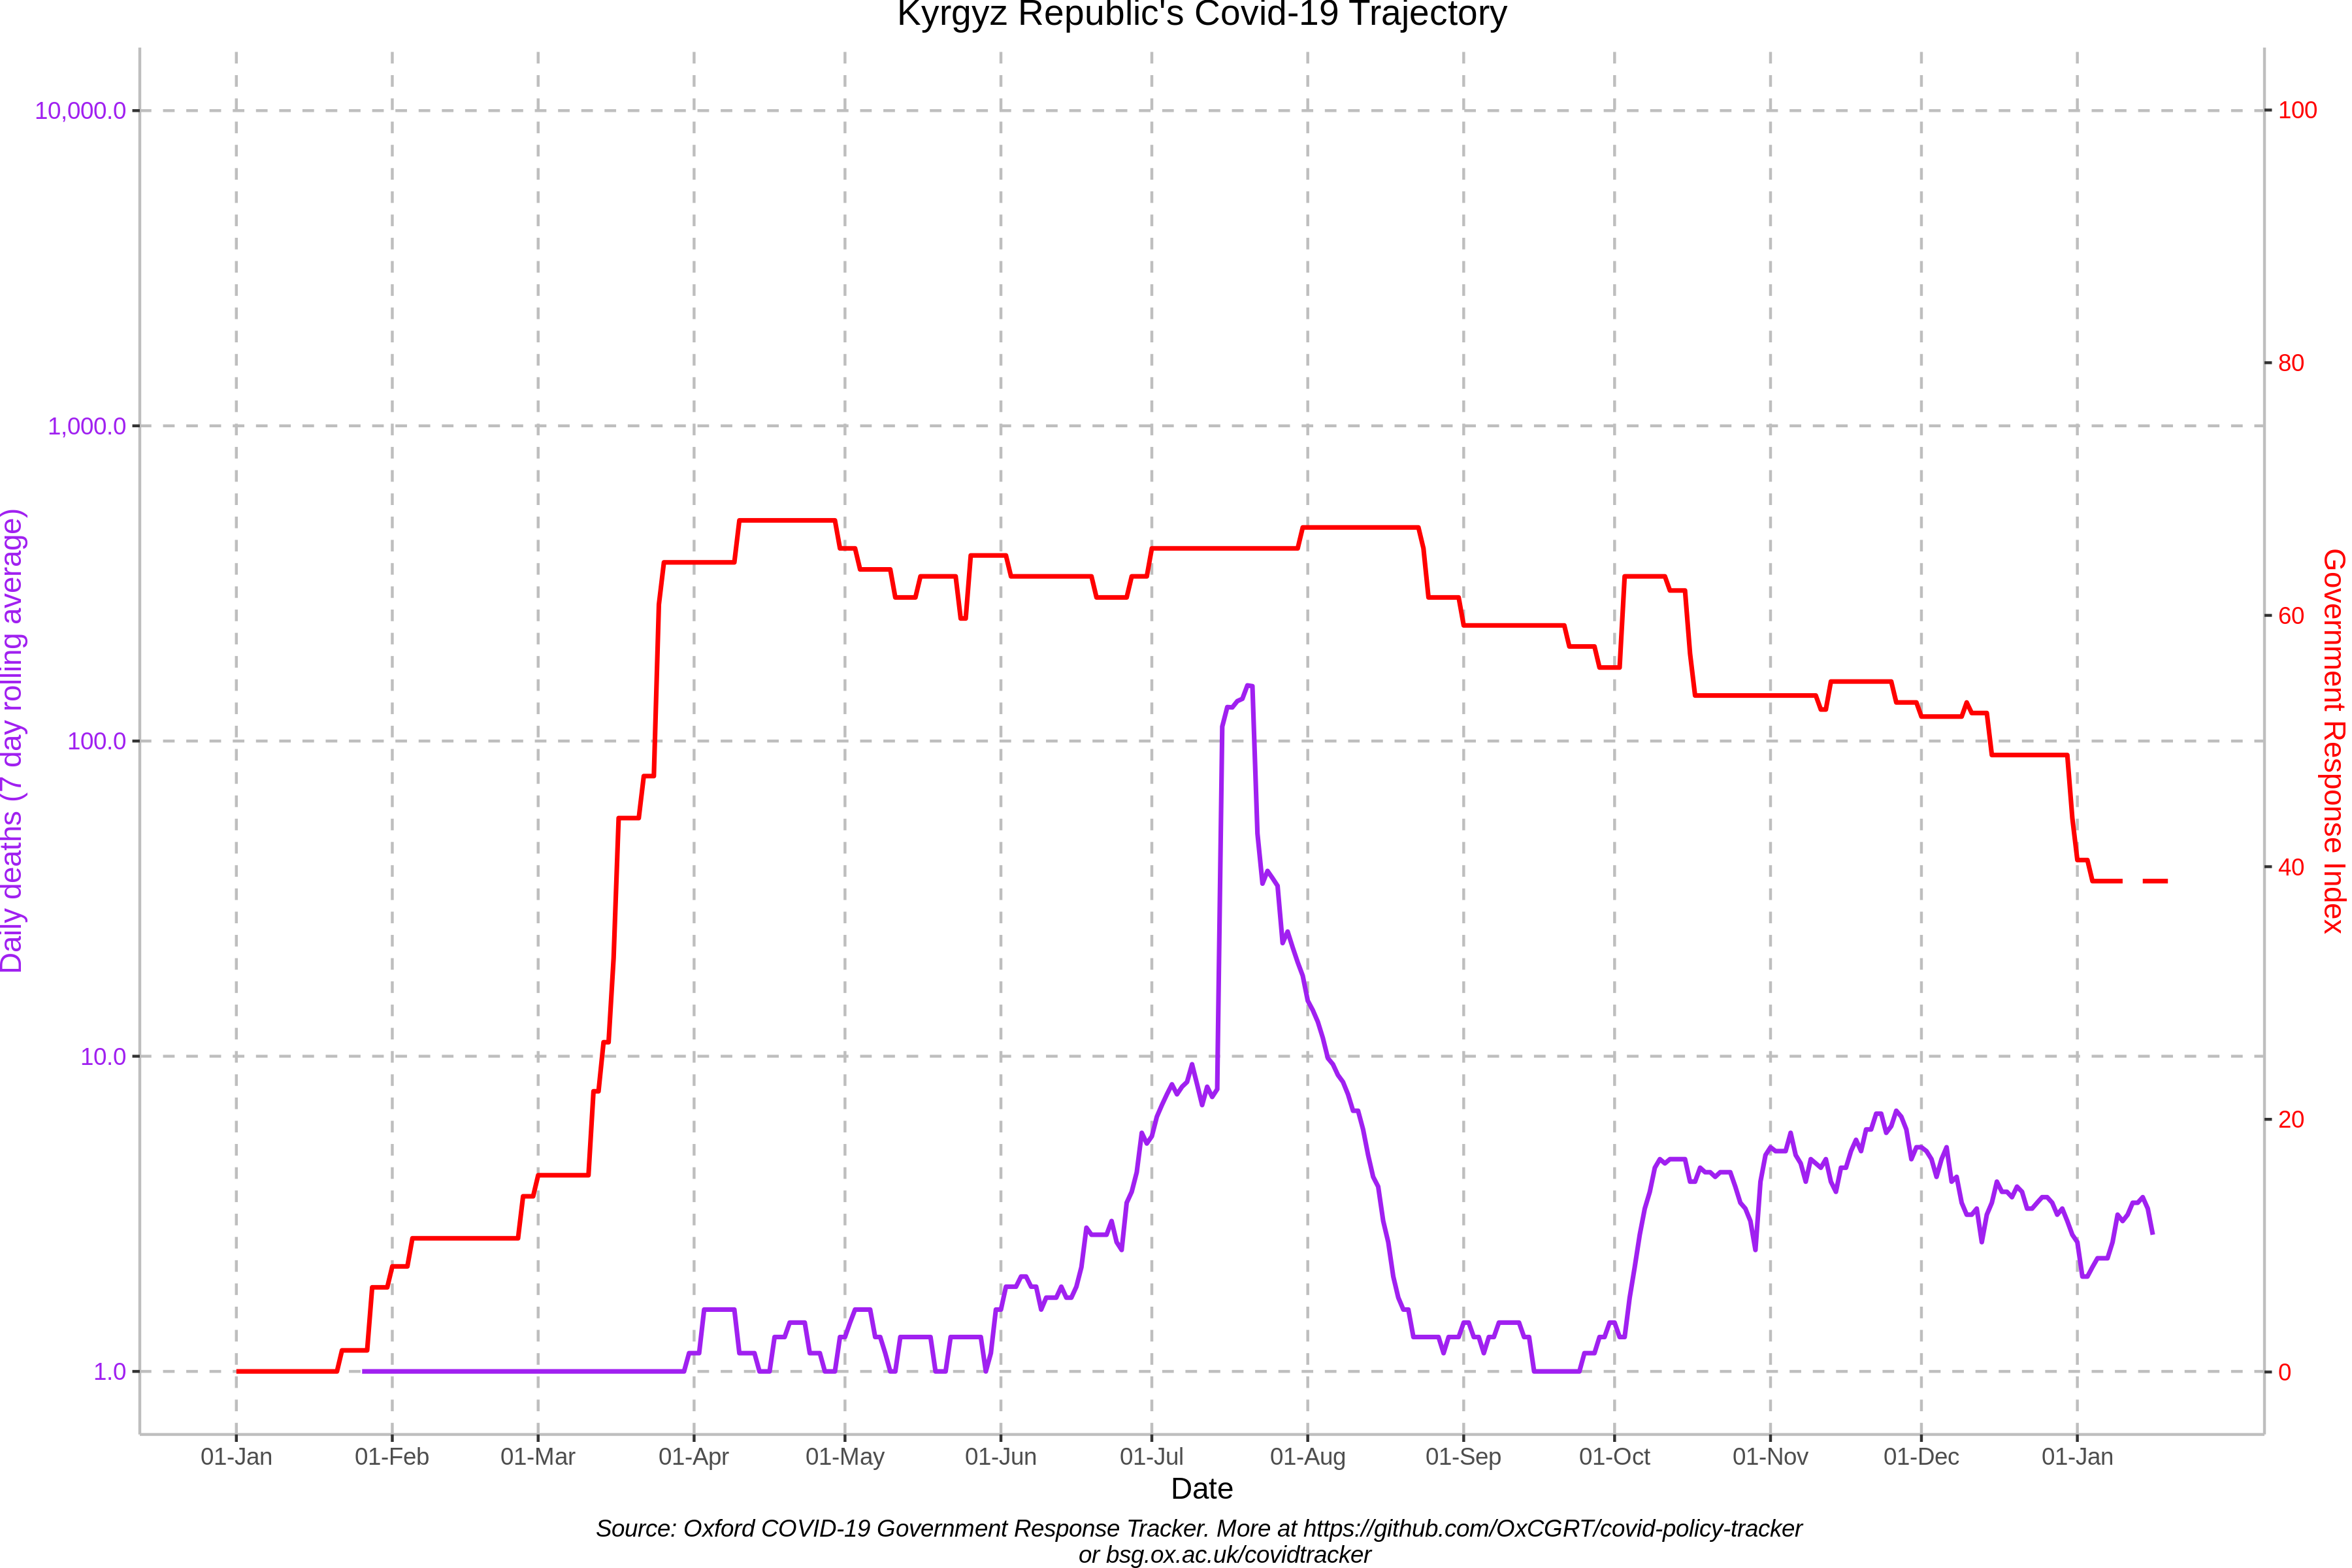 Kyrgyz Republic's Covid-19 Trajectory
10,000.0
1,000.0
100.0
10.0
1.0
Daily deaths (7 day rolling average)
100
80
60
40
20
0
Government Response Index
01-Jan 01-Feb 01-Mar 01-Apr 01-May 01-Jun 01-Jul 01-Aug 01-Sep 01-Oct 01-Nov 01-Dec 01-Jan
Date
Source: Oxford COVID-19 Government Response Tracker. More at https://github.com/OxCGRT/covid-policy-tracker
or bsg.ox.ac.uk/covidtracker